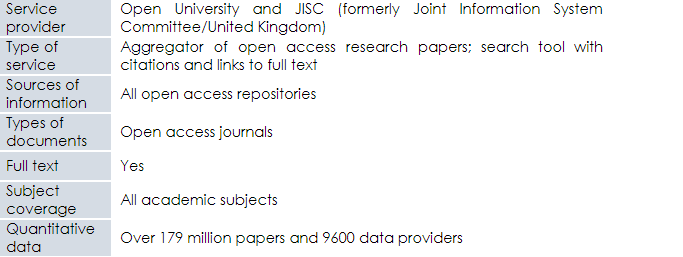 Service provider
Open University and JISC (formerly Joint Information System Committee/United Kingdom)
Type of service
Aggregator of open access research papers; search tool with citations and links to full text
Sources of information
All open access repositories
Types of documents
Open access journals
Full text
Yes
Subject coverage
All academic subjects
Quantitative data
Over 179 million papers and 9600 data providers